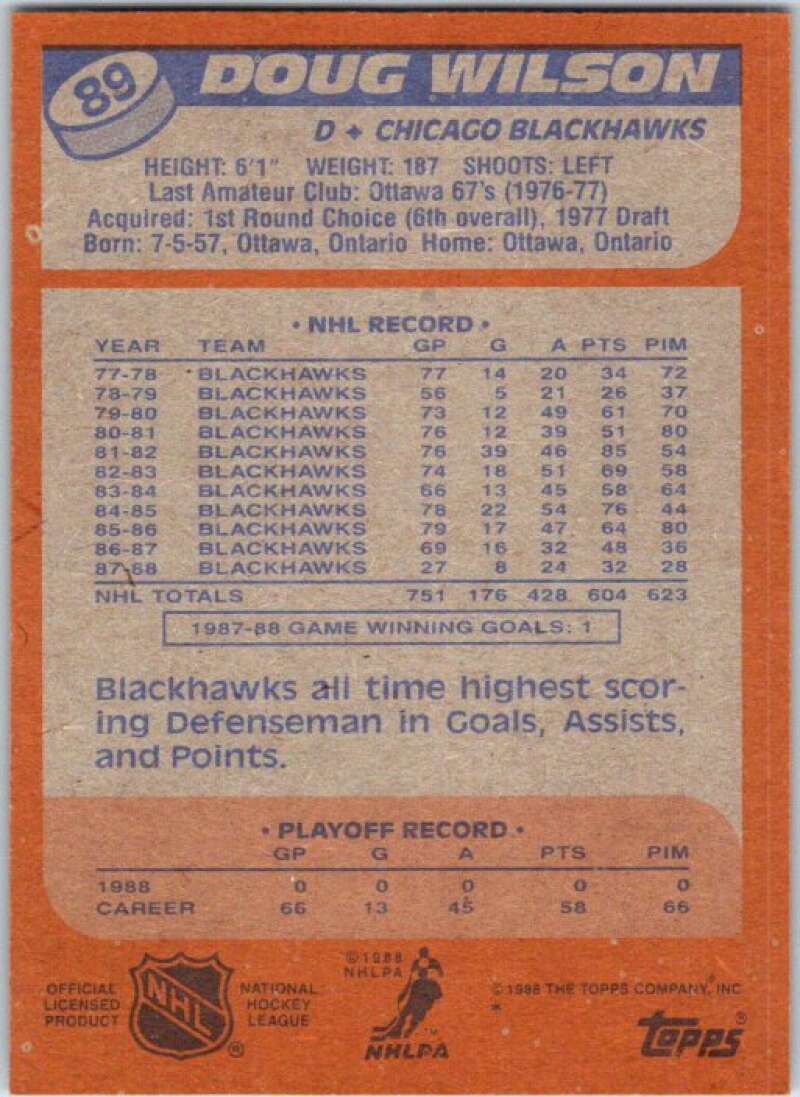 89 DOUG WILSON
D ♦ CHICAGO BLACKHAWKS
HEIGHT: 6'1" WEIGHT: 187 SHOOTS: LEFT
Last Amateur Club: Ottawa 67's (1976-77)
Acquired: 1st Round Choice (6th overall), 1977 Draft
Born: 7-5-57, Ottawa, Ontario Home: Ottawa, Ontario
• NHL RECORD •
YEAR TEAM GP G A PTS PIM
77-78 BLACKHAWKS 77 14 20 34 72
78-79 BLACKHAWKS 56 5 21 26 37
79-80 BLACKHAWKS 73 12 49 61 70
80-81 BLACKHAWKS 76 12 39 51 80
81-82 BLACKHAWKS 76 39 46 85 54
82-83 BLACKHAWKS 74 18 51 69 58
83-84 BLACKHAWKS 66 13 45 58 64
84-85 BLACKHAWKS 78 22 54 76 44
85-86 BLACKHAWKS 79 17 47 64 80
86-87 BLACKHAWKS 69 16 32 48 36
87-88 BLACKHAWKS 27 8 24 32 28
NHL TOTALS 751 176 428 604 623
1987-88 GAME WINNING GOALS: 1
Blackhawks all time highest scor-
ing Defenseman in Goals, Assists,
and Points.
• PLAYOFF RECORD •
GP G A PTS PIM
1988 0 0 0 0 0
CAREER 66 13 45 58 66
OFFICIAL
LICENSED
PRODUCT
NHL
®
NATIONAL
HOCKEY
LEAGUE
©1988
NHLPA
™
NHLPA
© 1988 THE TOPPS COMPANY, INC
*
Topps®